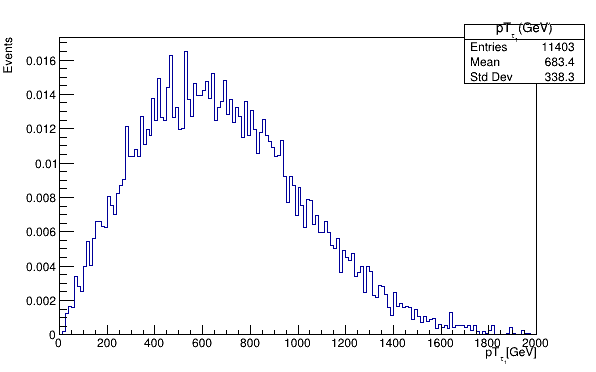 pT_τ₁(GeV)
Entries 11403
Mean 683.4
Std Dev 338.3
Events
0.016
0.014
0.012
0.01
0.008
0.006
0.004
0.002
0
0 200 400 600 800 1000 1200 1400 1600 1800 2000
pT_τ₁[GeV]